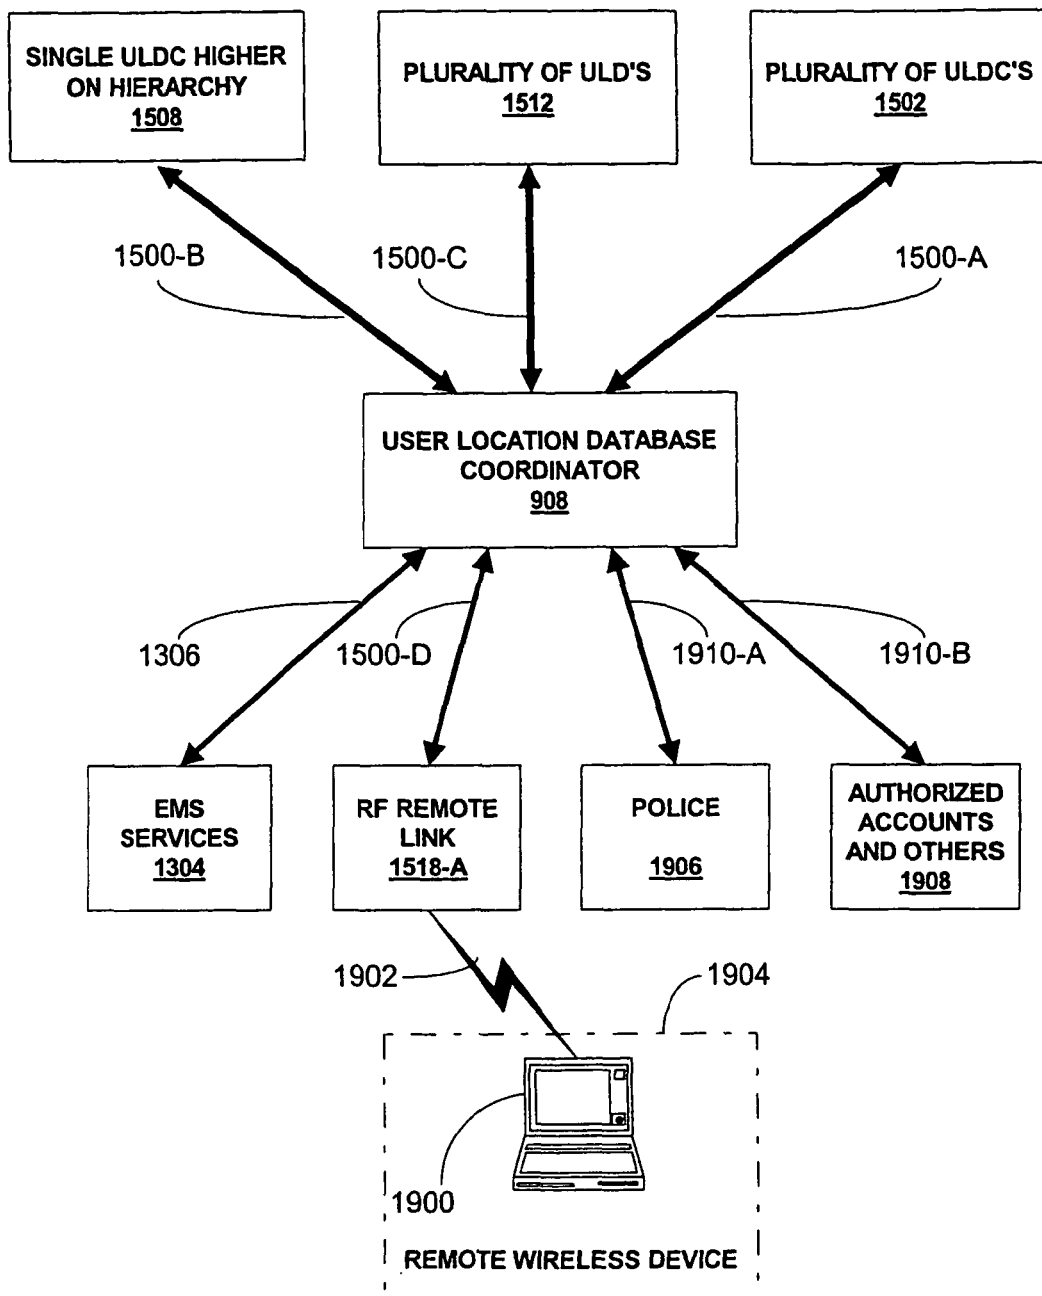 SINGLE ULDC HIGHER
ON HIERARCHY
1508
PLURALITY OF ULD'S
1512
PLURALITY OF ULDC'S
1502
1500-B
1500-C
1500-A
USER LOCATION DATABASE
COORDINATOR
908
1306
1500-D
1910-A
1910-B
EMS
SERVICES
1304
RF REMOTE
LINK
1518-A
POLICE
1906
AUTHORIZED
ACCOUNTS
AND OTHERS
1908
1902
1904
1900
REMOTE WIRELESS DEVICE